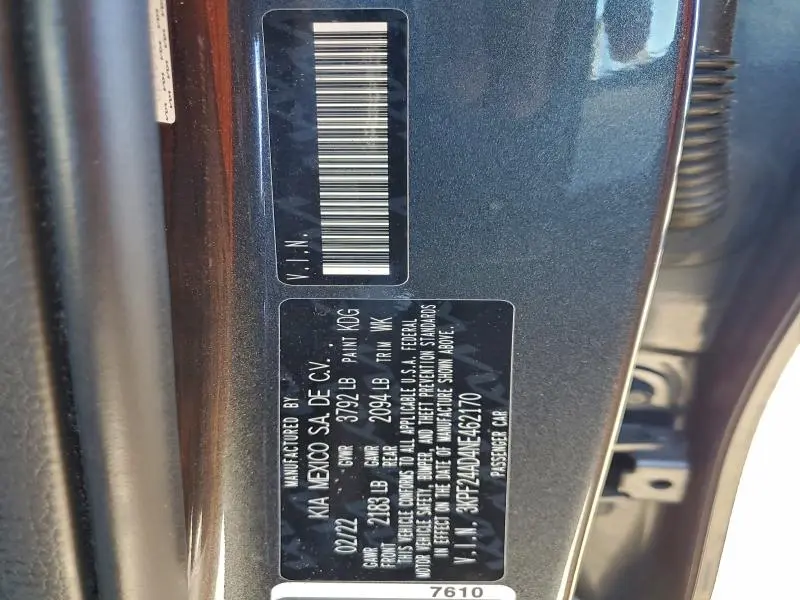 V.I.N.
MANUFACTURED BY
KIA MEXICO S.A. DE C.V.
02/22 GVWR 3792 LB PAINT KDG
GAWR FRONT 2183 LB GAWR REAR 2094 LB TRIM WK
THIS VEHICLE CONFORMS TO ALL APPLICABLE U.S.A. FEDERAL
MOTOR VEHICLE SAFETY, BUMPER, AND THEFT PREVENTION STANDARDS
IN EFFECT ON THE DATE OF MANUFACTURE SHOWN ABOVE.
V.I.N. 3KPF24AD4NE462170
PASSENGER CAR
7610